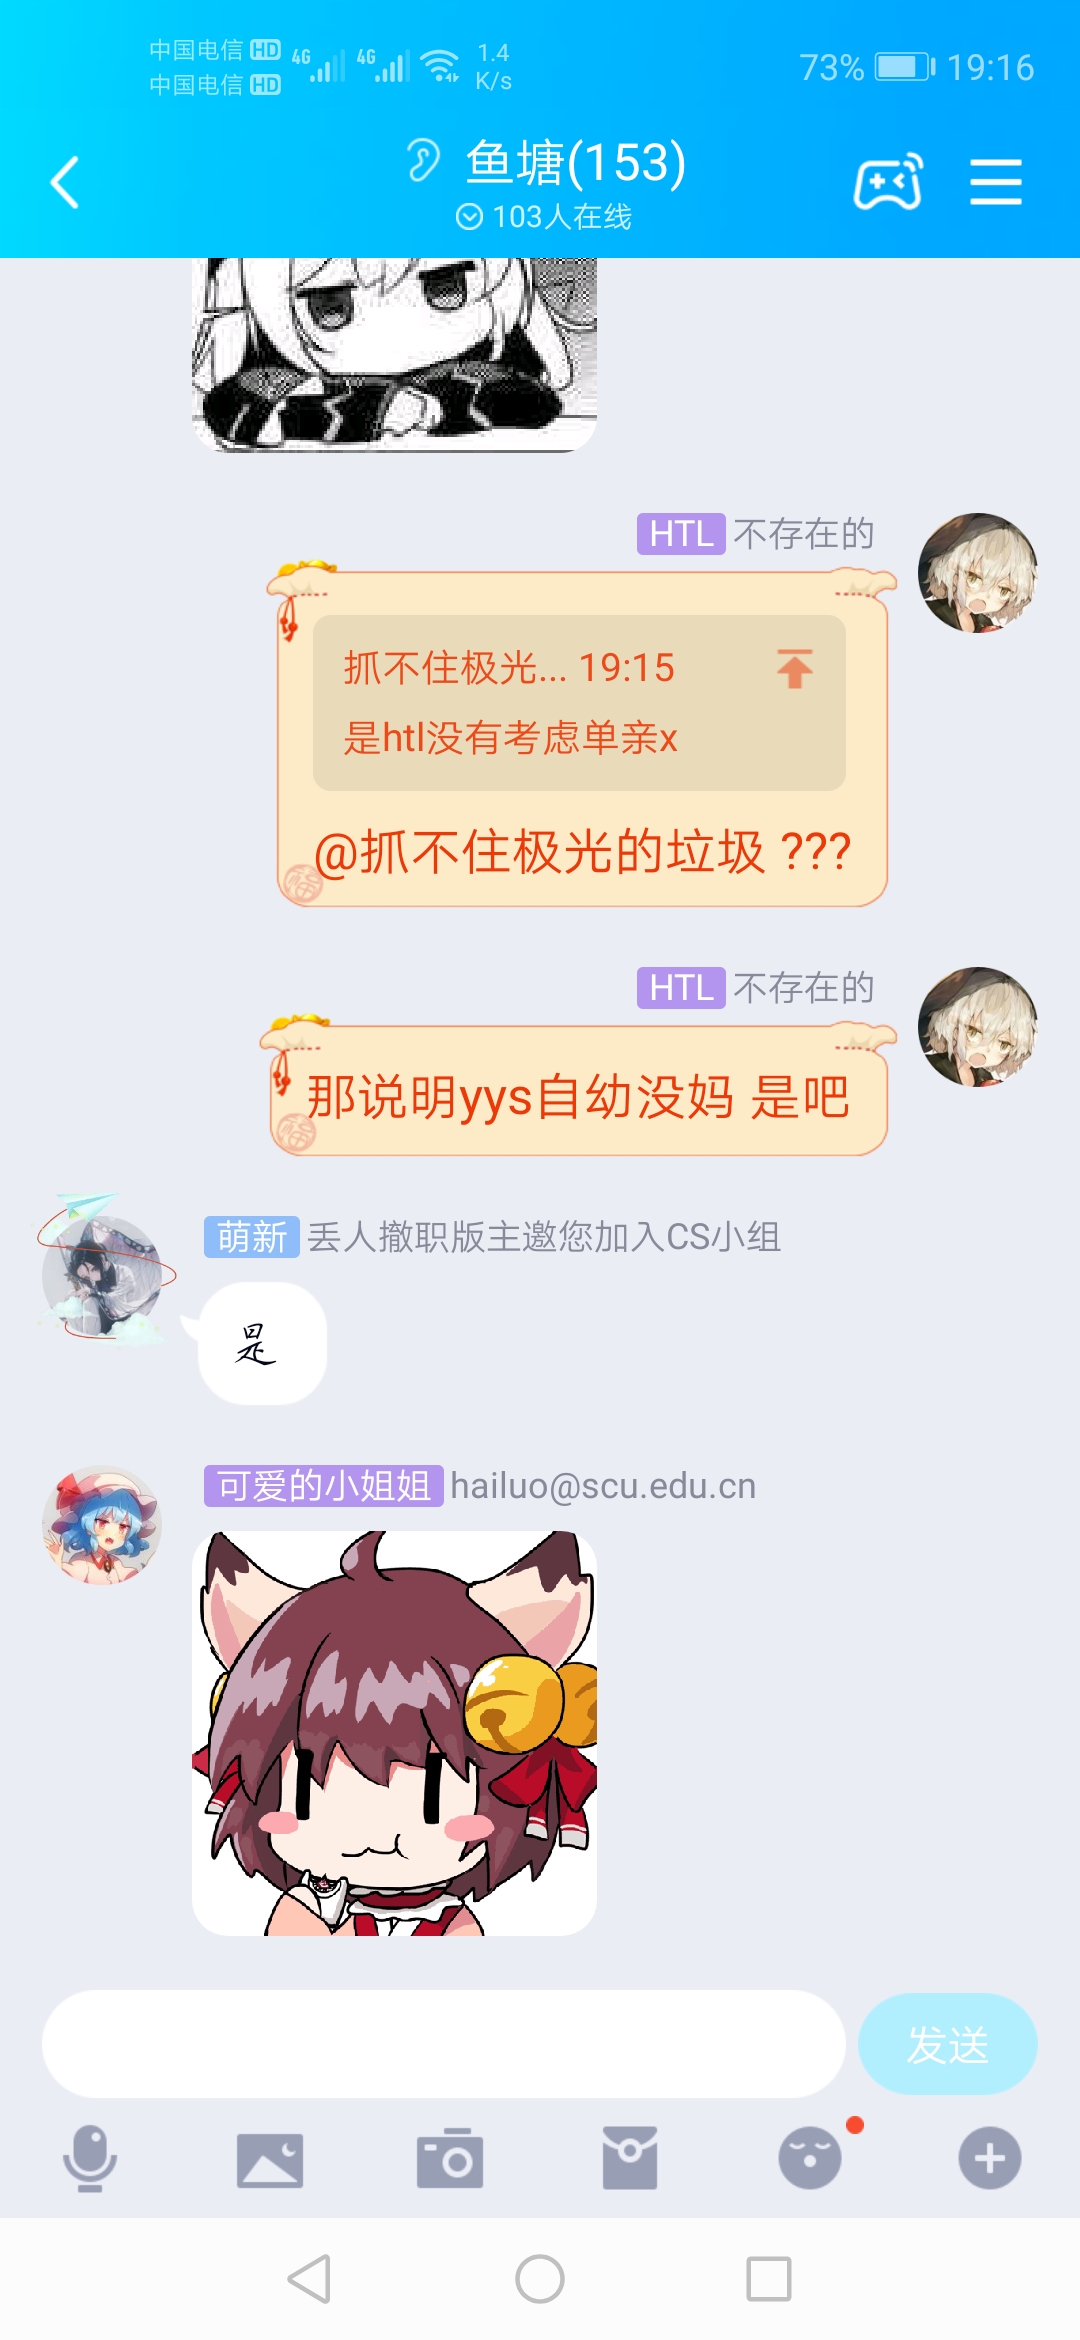 中国电信 HD 4G 4G 1.4
中国电信 HD K/s
73% 19:16
鱼塘(153)
103人在线
HTL 不存在的
抓不住极光... 19:15
是htl没有考虑单亲x
@抓不住极光的垃圾 ???
福
HTL 不存在的
那说明yys自幼没妈 是吧
福
萌新 丢人撤职版主邀您加入CS小组
是
可爱的小姐姐 hailuo@scu.edu.cn
发送